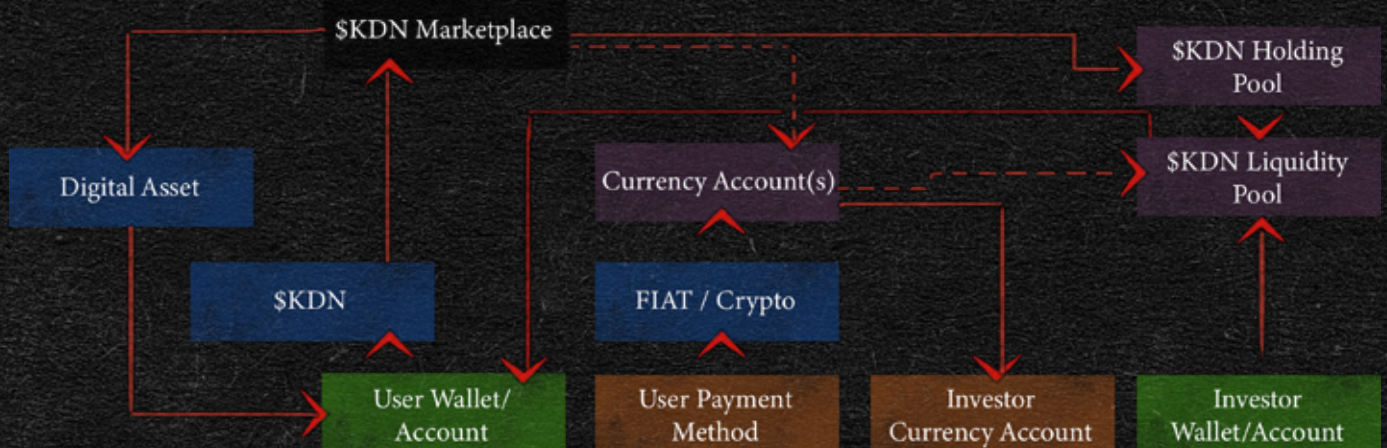 $KDN Marketplace
$KDN Holding
Pool
Digital Asset
Currency Account(s)
$KDN Liquidity
Pool
$KDN
FIAT / Crypto
User Wallet/
Account
User Payment
Method
Investor
Currency Account
Investor
Wallet/Account